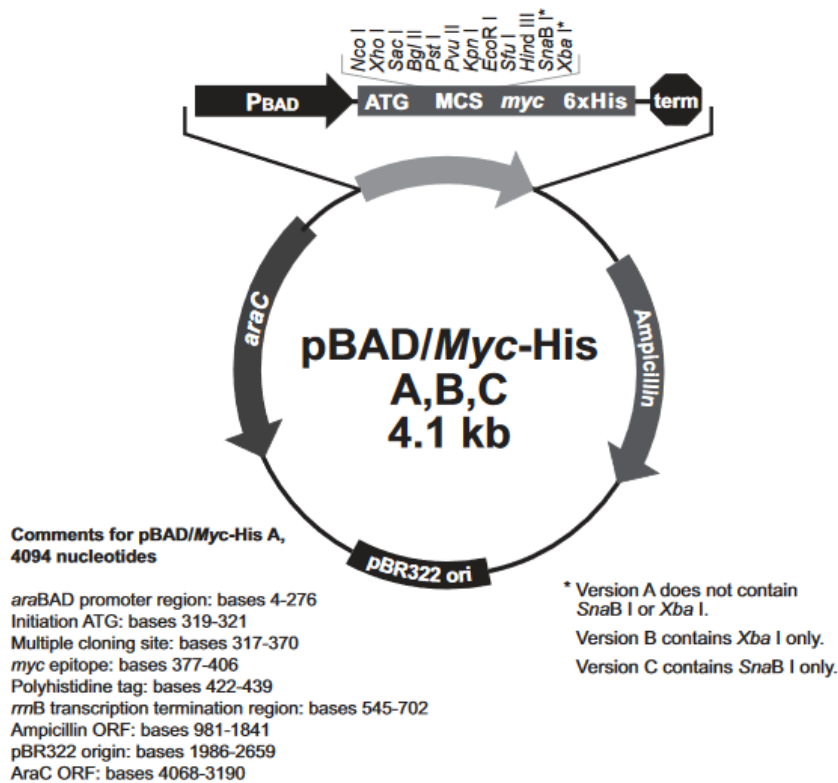 Nco I
Xho I
Sac I
Bgl II
Pst I
Pvu II
Kpn I
EcoR I
Sfu I
Hind III
SnaB I*
Xba I*
PBAD
ATG MCS myc 6xHis
term
araC
Ampicillin
pBAD/Myc-His
A,B,C
4.1 kb
pBR322 ori
Comments for pBAD/Myc-His A,
4094 nucleotides
araBAD promoter region: bases 4-276
Initiation ATG: bases 319-321
Multiple cloning site: bases 317-370
myc epitope: bases 377-406
Polyhistidine tag: bases 422-439
rrnB transcription termination region: bases 545-702
Ampicillin ORF: bases 981-1841
pBR322 origin: bases 1986-2659
AraC ORF: bases 4068-3190
* Version A does not contain
SnaB I or Xba I.
Version B contains Xba I only.
Version C contains SnaB I only.